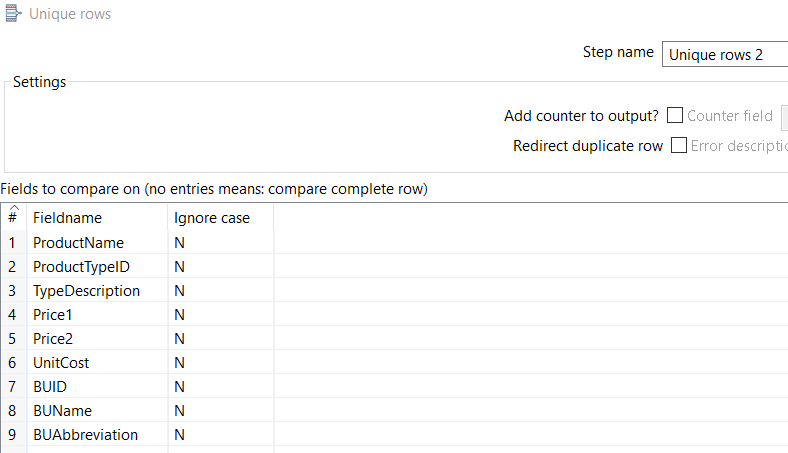 Unique rows
Step name Unique rows 2
Settings
Add counter to output? Counter field
Redirect duplicate row Error descriptio
Fields to compare on (no entries means: compare complete row)
# Fieldname Ignore case
1 ProductName N
2 ProductTypeID N
3 TypeDescription N
4 Price1 N
5 Price2 N
6 UnitCost N
7 BUID N
8 BUName N
9 BUAbbreviation N